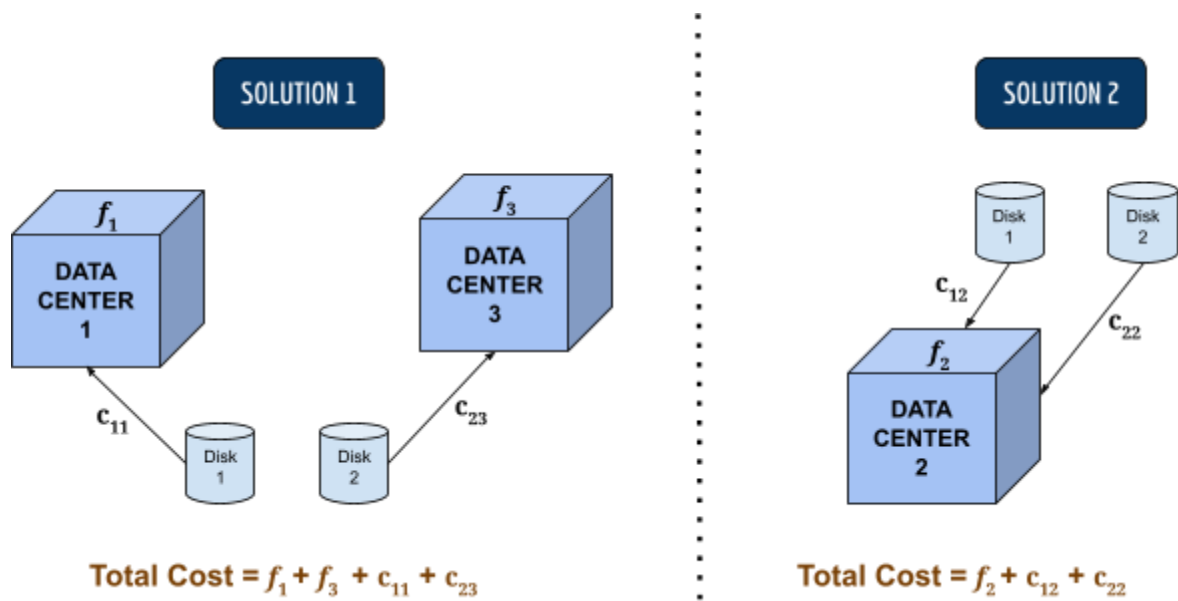 SOLUTION 1
f₁
DATA
CENTER
1
f₃
DATA
CENTER
3
c₁₁
c₂₃
Disk
1
Disk
2
Total Cost = f₁ + f₃ + c₁₁ + c₂₃
SOLUTION 2
Disk
1
Disk
2
c₁₂
c₂₂
f₂
DATA
CENTER
2
Total Cost = f₂ + c₁₂ + c₂₂